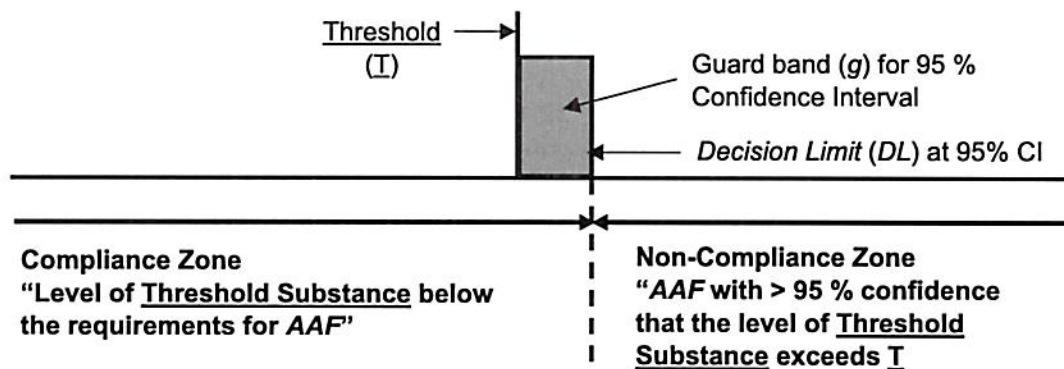 Threshold
(T)
Guard band (g) for 95 %
Confidence Interval
Decision Limit (DL) at 95% CI
Compliance Zone
“Level of Threshold Substance below
the requirements for AAF”
Non-Compliance Zone
“AAF with > 95 % confidence
that the level of Threshold
Substance exceeds T